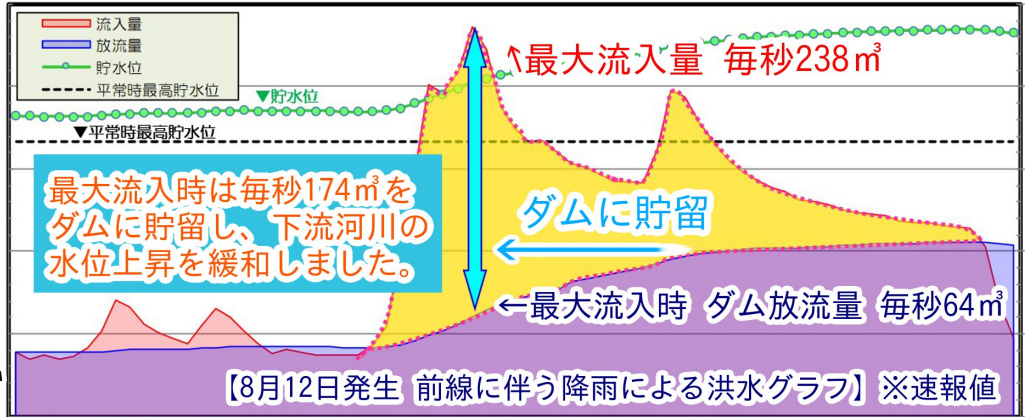 流入量
放流量
貯水位
平常時最高貯水位
▼貯水位
▼平常時最高貯水位
↖最大流入量 毎秒238㎥
最大流入時は毎秒174㎥を
ダムに貯留し、下流河川の
水位上昇を緩和しました。
ダムに貯留
←最大流入時 ダム放流量 毎秒64㎥
【8月12日発生 前線に伴う降雨による洪水グラフ】※速報値